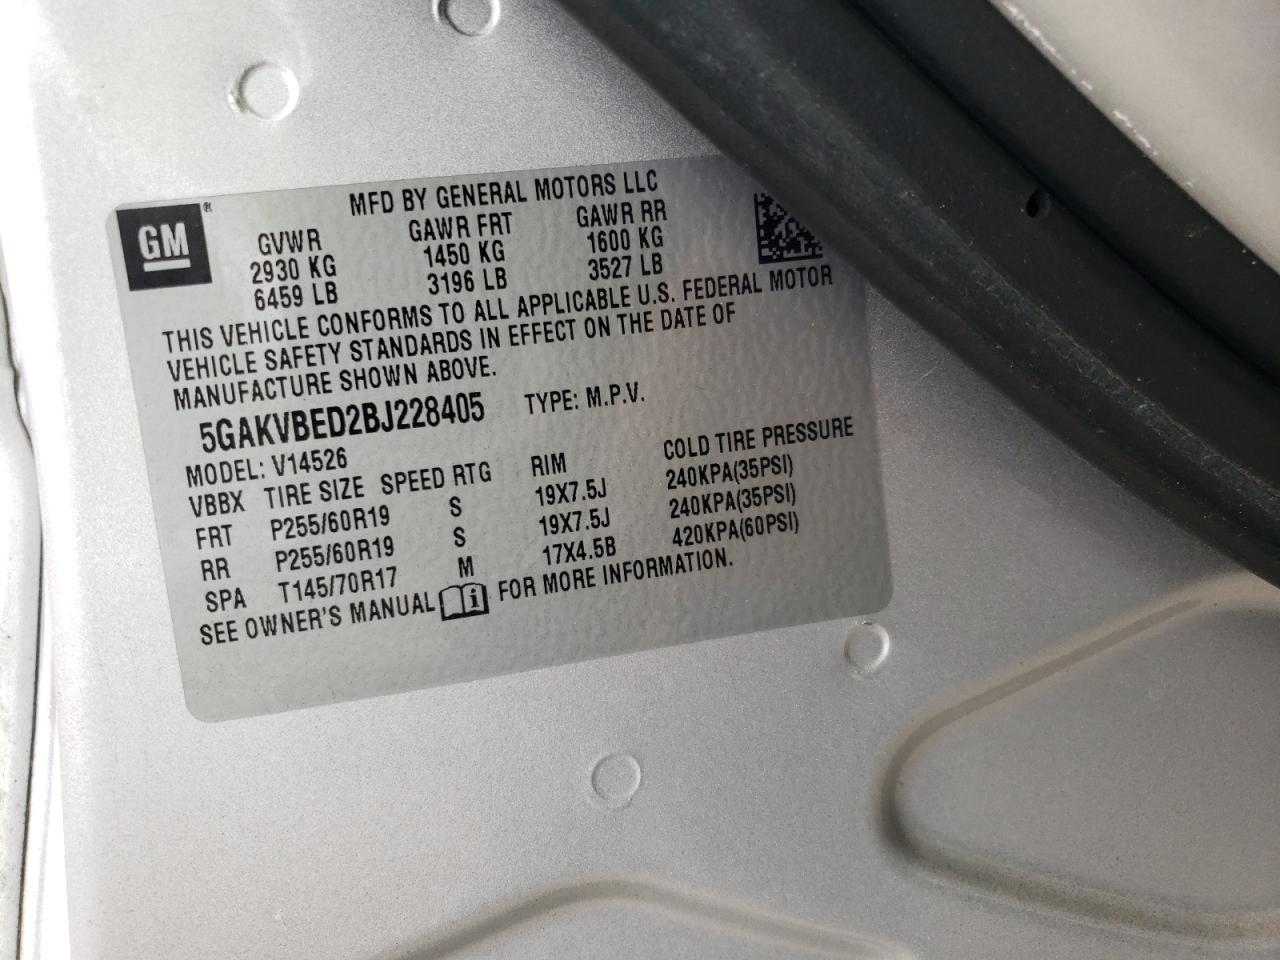 GM ®
MFD BY GENERAL MOTORS LLC
GVWR GAWR FRT GAWR RR
2930 KG 1450 KG 1600 KG
6459 LB 3196 LB 3527 LB
THIS VEHICLE CONFORMS TO ALL APPLICABLE U.S. FEDERAL MOTOR
VEHICLE SAFETY STANDARDS IN EFFECT ON THE DATE OF
MANUFACTURE SHOWN ABOVE.
5GAKVBED2BJ228405 TYPE: M.P.V.
MODEL: V14526
VBBX TIRE SIZE SPEED RTG RIM COLD TIRE PRESSURE
FRT P255/60R19 S 19X7.5J 240KPA(35PSI)
RR P255/60R19 S 19X7.5J 240KPA(35PSI)
SPA T145/70R17 M 17X4.5B 420KPA(60PSI)
SEE OWNER'S MANUAL i FOR MORE INFORMATION.